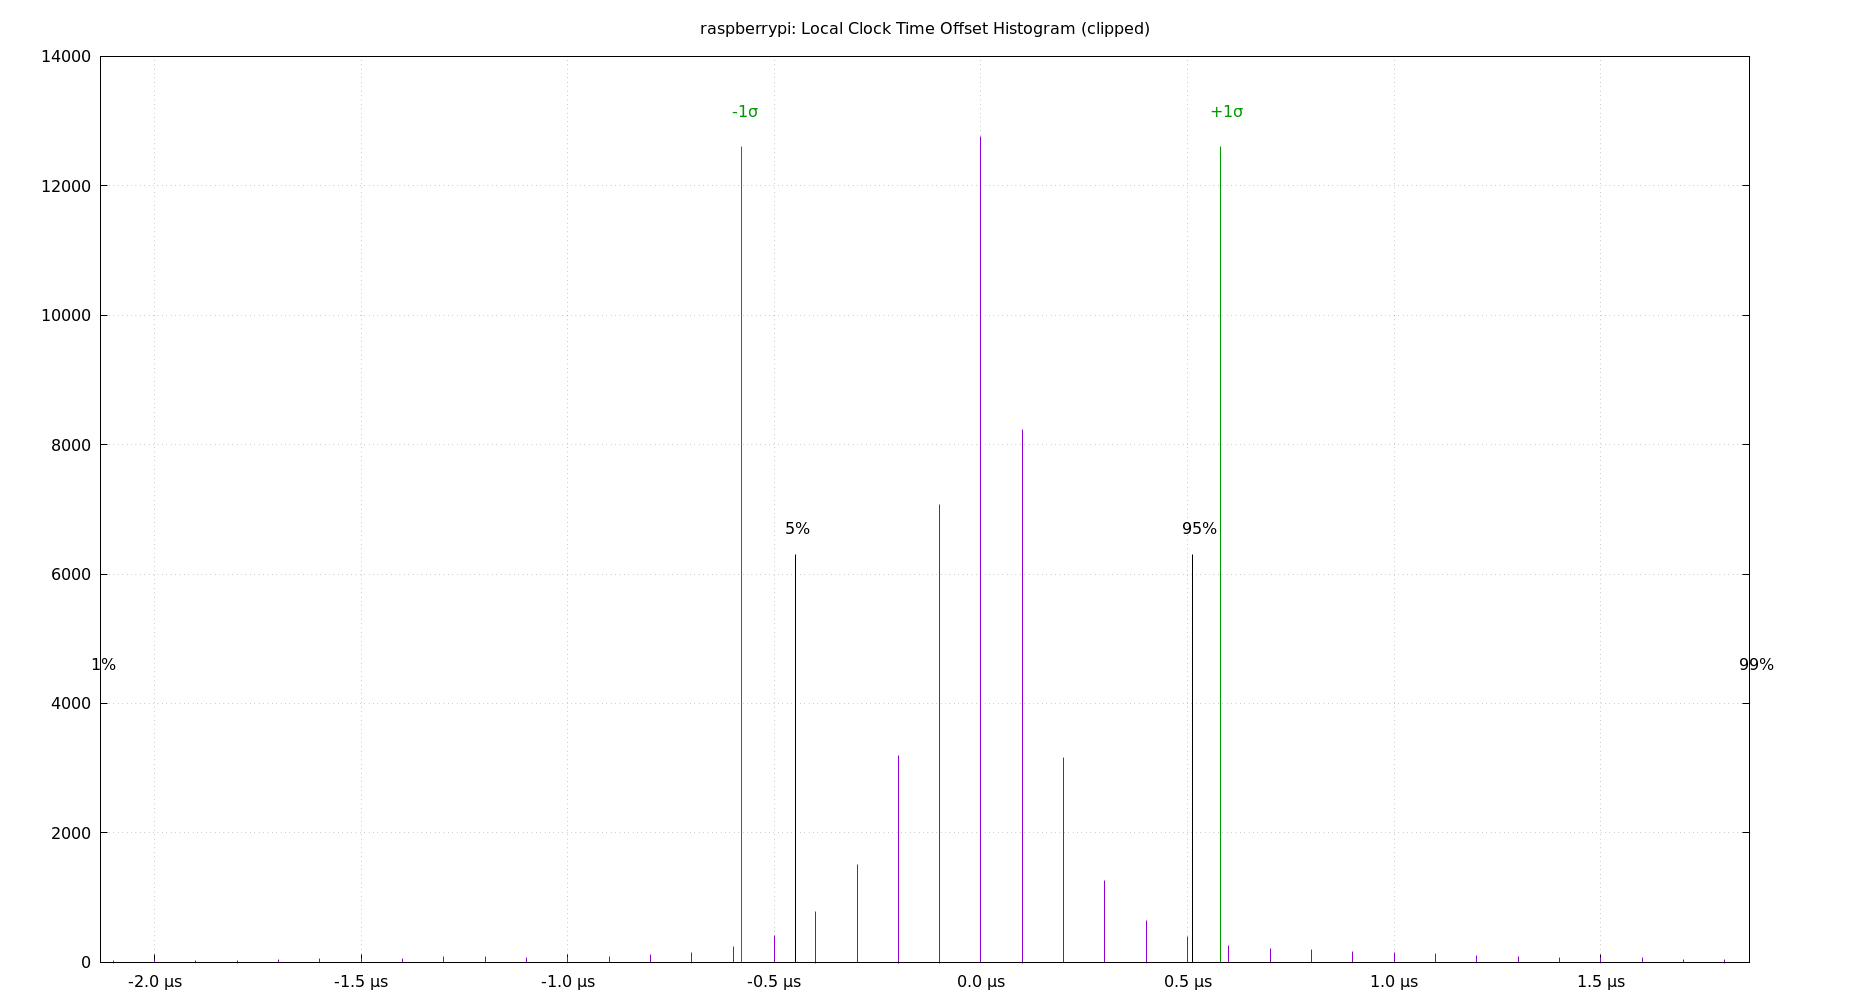 raspberrypi: Local Clock Time Offset Histogram (clipped)
14000
-1σ
+1σ
12000
10000
8000
5%
95%
6000
1%
99%
4000
2000
0
-2.0 µs
-1.5 µs
-1.0 µs
-0.5 µs
0.0 µs
0.5 µs
1.0 µs
1.5 µs